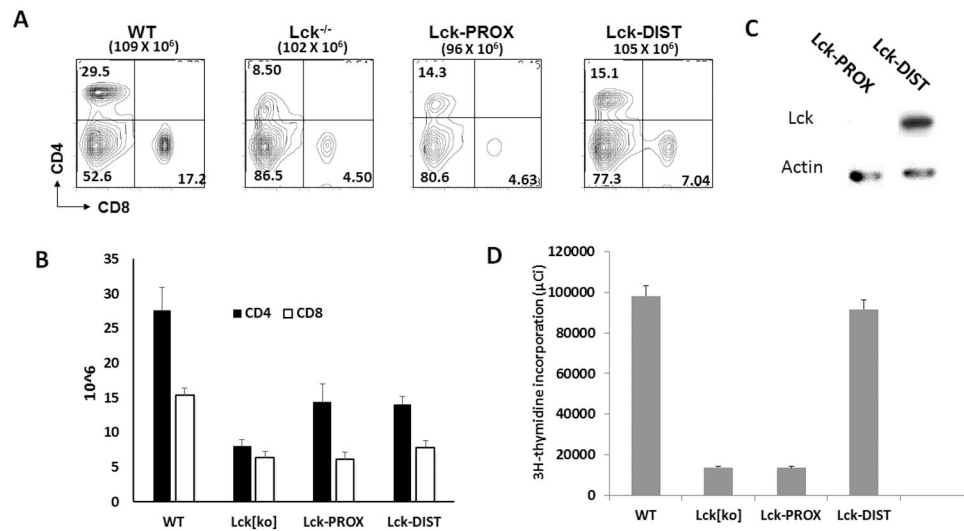 A
WT
(109 X 10⁶)
Lck⁻/⁻
(102 X 10⁶)
Lck-PROX
(96 X 10⁶)
Lck-DIST
105 x 10⁶)
29.5
52.6
17.2
8.50
86.5
4.50
14.3
80.6
4.63
15.1
77.3
7.04
CD4
CD8
C
Lck-PROX
Lck-DIST
Lck
Actin
B
10^6
35
30
25
20
15
10
5
0
CD4
CD8
WT
Lck[ko]
Lck-PROX
Lck-DIST
D
3H-thymidine incorporation (µCi)
120000
100000
80000
60000
40000
20000
0
WT
Lck[ko]
Lck-PROX
Lck-DIST